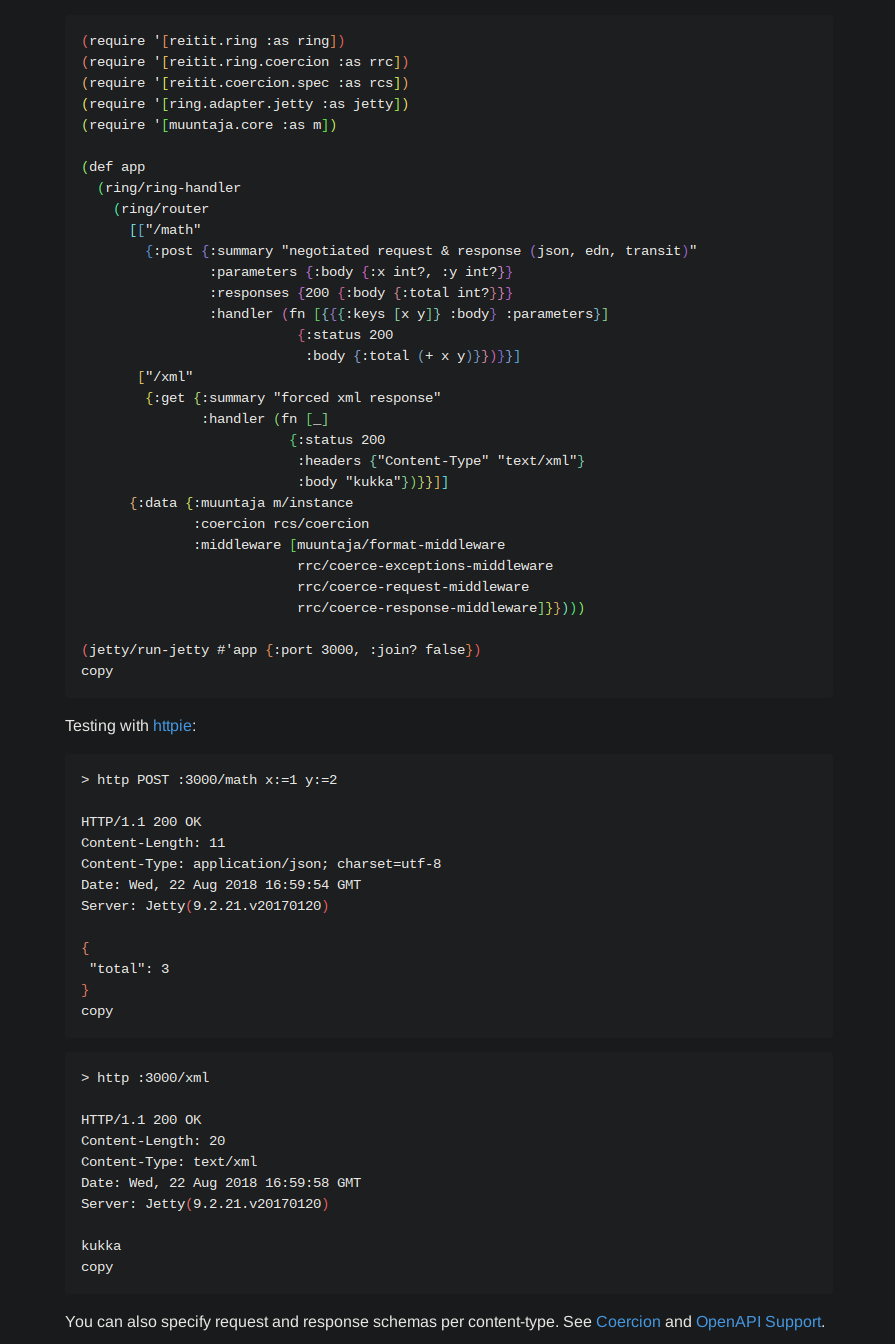 (require '[reitit.ring :as ring])
(require '[reitit.ring.coercion :as rrc])
(require '[reitit.coercion.spec :as rcs])
(require '[ring.adapter.jetty :as jetty])
(require '[muuntaja.core :as m])

(def app
  (ring/ring-handler
    (ring/router
      [["/math"
        {:post {:summary "negotiated request & response (json, edn, transit)"
                :parameters {:body {:x int?, :y int?}}
                :responses {200 {:body {:total int?}}}
                :handler (fn [{{{:keys [x y]} :body} :parameters}]
                           {:status 200
                            :body {:total (+ x y)}})}}]
       ["/xml"
        {:get {:summary "forced xml response"
               :handler (fn [_]
                          {:status 200
                           :headers {"Content-Type" "text/xml"}
                           :body "kukka"})}}]]
      {:data {:muuntaja m/instance
              :coercion rcs/coercion
              :middleware [muuntaja/format-middleware
                           rrc/coerce-exceptions-middleware
                           rrc/coerce-request-middleware
                           rrc/coerce-response-middleware]}})))

(jetty/run-jetty #'app {:port 3000, :join? false})
copy
Testing with httpie:
> http POST :3000/math x:=1 y:=2

HTTP/1.1 200 OK
Content-Length: 11
Content-Type: application/json; charset=utf-8
Date: Wed, 22 Aug 2018 16:59:54 GMT
Server: Jetty(9.2.21.v20170120)

{
 "total": 3
}
copy
> http :3000/xml

HTTP/1.1 200 OK
Content-Length: 20
Content-Type: text/xml
Date: Wed, 22 Aug 2018 16:59:58 GMT
Server: Jetty(9.2.21.v20170120)

kukka
copy
You can also specify request and response schemas per content-type. See Coercion and OpenAPI Support.